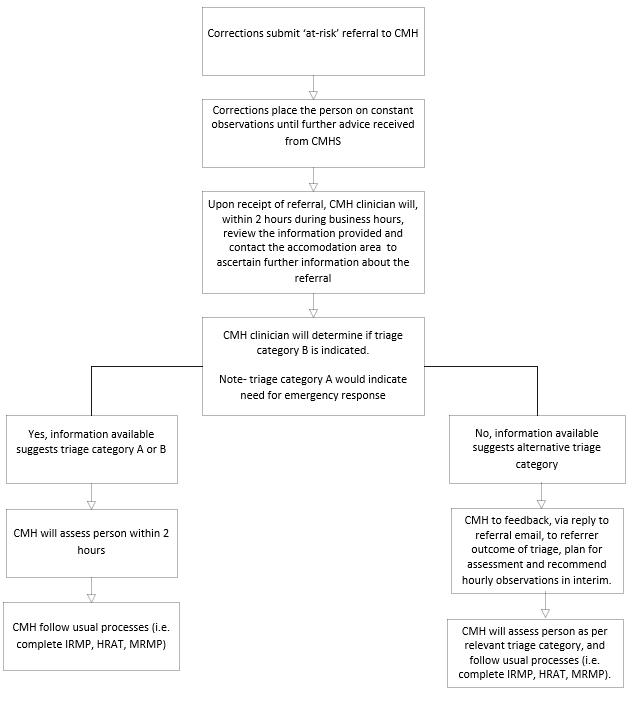 Corrections submit ‘at-risk’ referral to CMH
Corrections place the person on constant
observations until further advice received
from CMHS
Upon receipt of referral, CMH clinician will,
within 2 hours during business hours,
review the information provided and
contact the accomodation area to
ascertain further information about the
referral
CMH clinician will determine if triage
category B is indicated.
Note- triage category A would indicate
need for emergency response
Yes, information available
suggests triage category A or B
CMH will assess person within 2
hours
CMH follow usual processes (i.e.
complete IRMP, HRAT, MRMP)
No, information available
suggests alternative triage
category
CMH to feedback, via reply to
referral email, to referrer
outcome of triage, plan for
assessment and recommend
hourly observations in interim.
CMH will assess person as per
relevant triage category, and
follow usual processes (i.e.
complete IRMP, HRAT, MRMP).